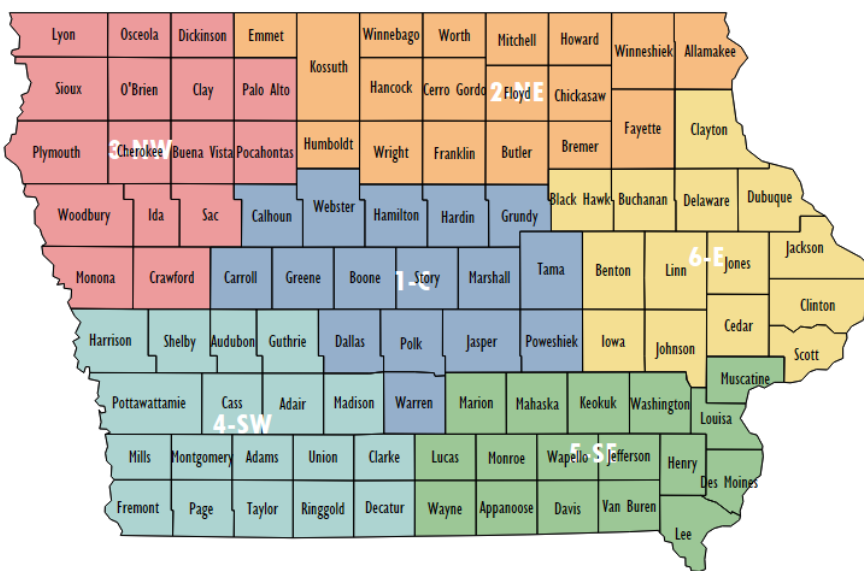 Lyon Osceola Dickinson Emmet Winnebago Worth Mitchell Howard Winneshiek Allamakee
Kossuth
Sioux O'Brien Clay Palo Alto Hancock Cerro Gordo Floyd Chickasaw
2-NE
Fayette Clayton
Plymouth Cherokee Buena Vista Pocahontas Humboldt Wright Franklin Butler Bremer
3-NW
Woodbury Ida Sac Calhoun Webster Hamilton Hardin Grundy Black Hawk Buchanan Delaware Dubuque
Monona Crawford Carroll Greene Boone Story Marshall Tama Benton Linn Jones Jackson
1-C 6-E
Clinton
Harrison Shelby Audubon Guthrie Dallas Polk Jasper Poweshiek Iowa Johnson Cedar Scott
Muscatine
Pottawattamie Cass Adair Madison Warren Marion Mahaska Keokuk Washington Louisa
4-SW
Mills Montgomery Adams Union Clarke Lucas Monroe Wapello Jefferson Henry Des Moines
5-SE
Fremont Page Taylor Ringgold Decatur Wayne Appanoose Davis Van Buren Lee